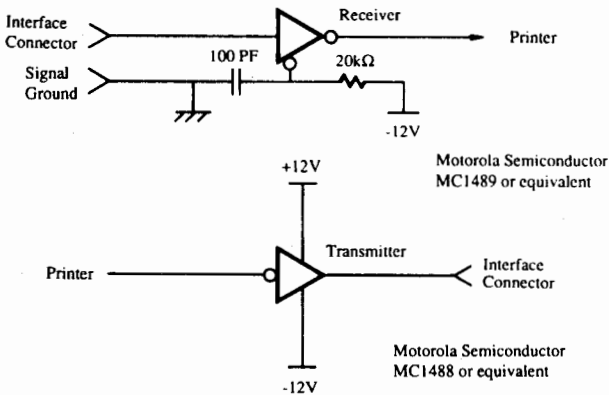 Receiver
Interface
Connector
Printer
Signal
Ground
100 PF
20kΩ
-12V
Motorola Semiconductor
MC1489 or equivalent
+12V
Transmitter
Printer
Interface
Connector
Motorola Semiconductor
MC1488 or equivalent
-12V